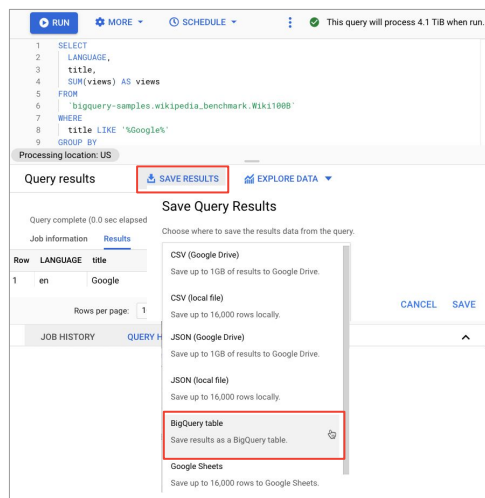 RUN MORE SCHEDULE This query will process 4.1 TiB when run.
1 SELECT
2 LANGUAGE,
3 title,
4 SUM(views) AS views
5 FROM
6 `bigquery-samples.wikipedia_benchmark.Wiki100B`
7 WHERE
8 title LIKE '%Google%'
9 GROUP BY
Processing location: US
Query results SAVE RESULTS EXPLORE DATA
Save Query Results
Query complete (0.0 sec elapsed
Choose where to save the results data from the query.
Job information Results
CSV (Google Drive)
Save up to 1GB of results to Google Drive.
Row LANGUAGE title
1 en Google
CSV (local file)
Save up to 16,000 rows locally.
Rows per page: 1
CANCEL SAVE
JOB HISTORY QUERY H
JSON (Google Drive)
Save up to 1GB of results to Google Drive.
JSON (local file)
Save up to 16,000 rows locally.
BigQuery table
Save results as a BigQuery table.
Google Sheets
Save up to 16,000 rows to Google Sheets.